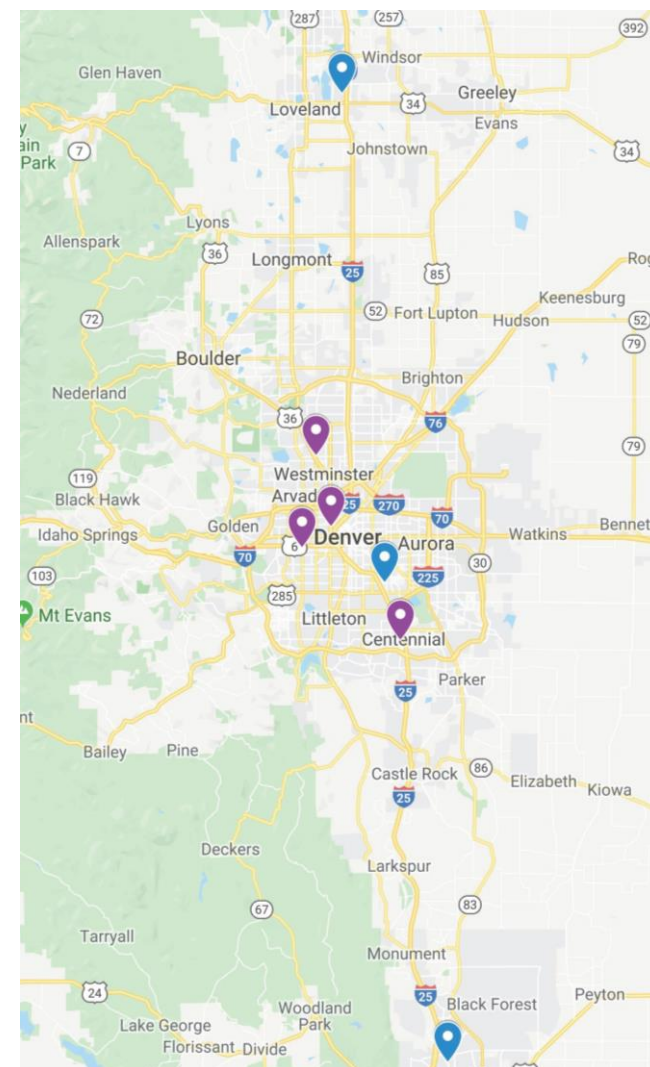 287
257
392
Windsor
Glen Haven
Greeley
Loveland
34
Evans
7
ain
Park
Johnstown
34
Lyons
Allenspark
36
Longmont
25
85
Keenesburg
52
Fort Lupton
Hudson
52
72
79
Boulder
Brighton
Nederland
36
76
79
Westminster
119
Black Hawk
Arvad
25
270
70
Bennet
Idaho Springs
Golden
6
Denver
Aurora
Watkins
70
30
103
225
285
Mt Evans
Littleton
Centennial
Parker
25
nt
Bailey
Pine
Castle Rock
86
Elizabeth
Kiowa
25
Deckers
Larkspur
67
83
Tarryall
Monument
24
25
Black Forest
Peyton
Woodland
Park
Lake George
Florissant
Divide